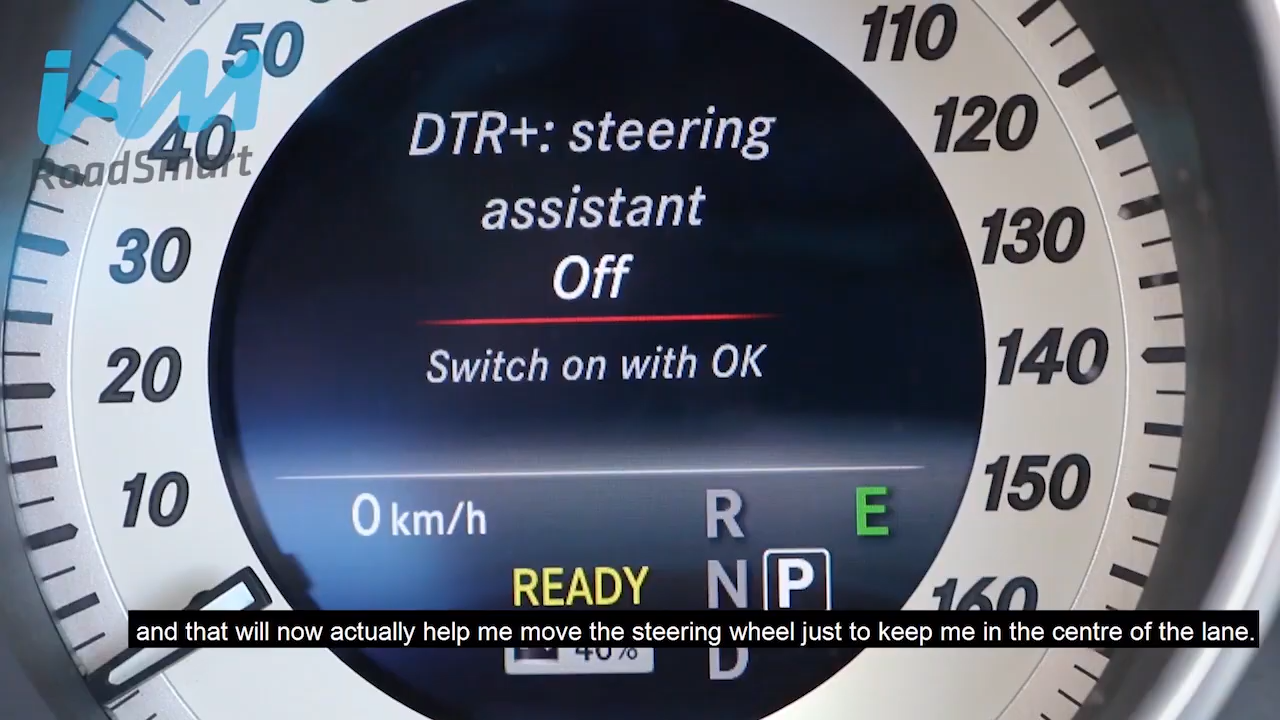 50
110
iAM
RoadSmart
40
DTR+: steering
assistant
Off
Switch on with OK
120
30
130
20
140
10
150
0 km/h
R
E
READY
N
P
160
and that will now actually help me move the steering wheel just to keep me in the centre of the lane.
40%
D